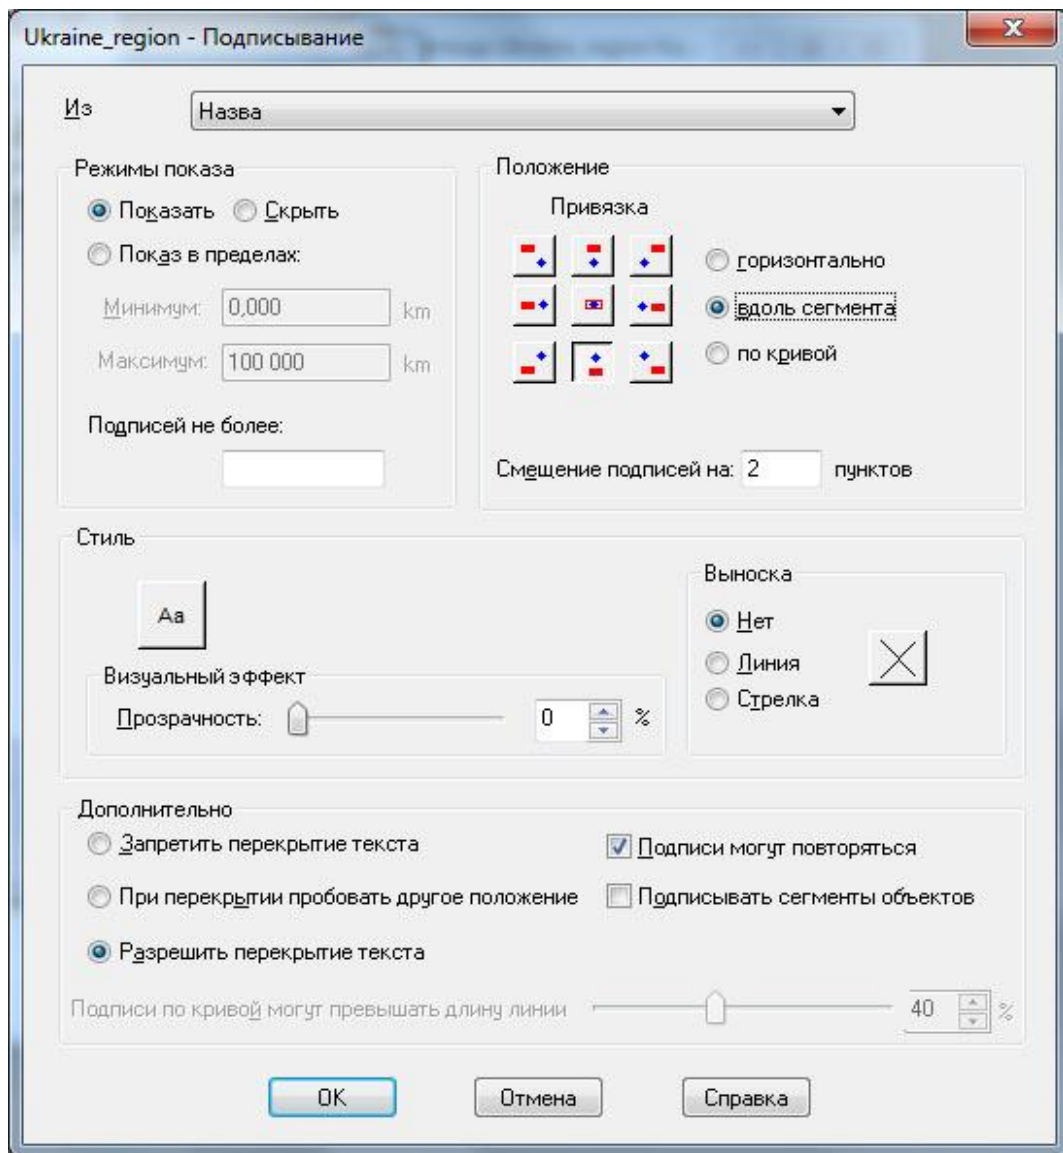 Ukraine_region - Подписывание
Из Назва
Режимы показа
Показать Скрыть
Показ в пределах:
Минимум: 0,000 km
Максимум: 100 000 km
Подписей не более:
Положение
Привязка
горизонтально
вдоль сегмента
по кривой
Смещение подписей на: 2 пунктов
Стиль
Aa
Визуальный эффект
Прозрачность: 0 %
Выноска
Нет
Линия
Стрелка
Дополнительно
Запретить перекрытие текста
При перекрытии пробовать другое положение
Разрешить перекрытие текста
Подписи могут повторяться
Подписывать сегменты объектов
Подписи по кривой могут превышать длину линии 40 %
OK Отмена Справка